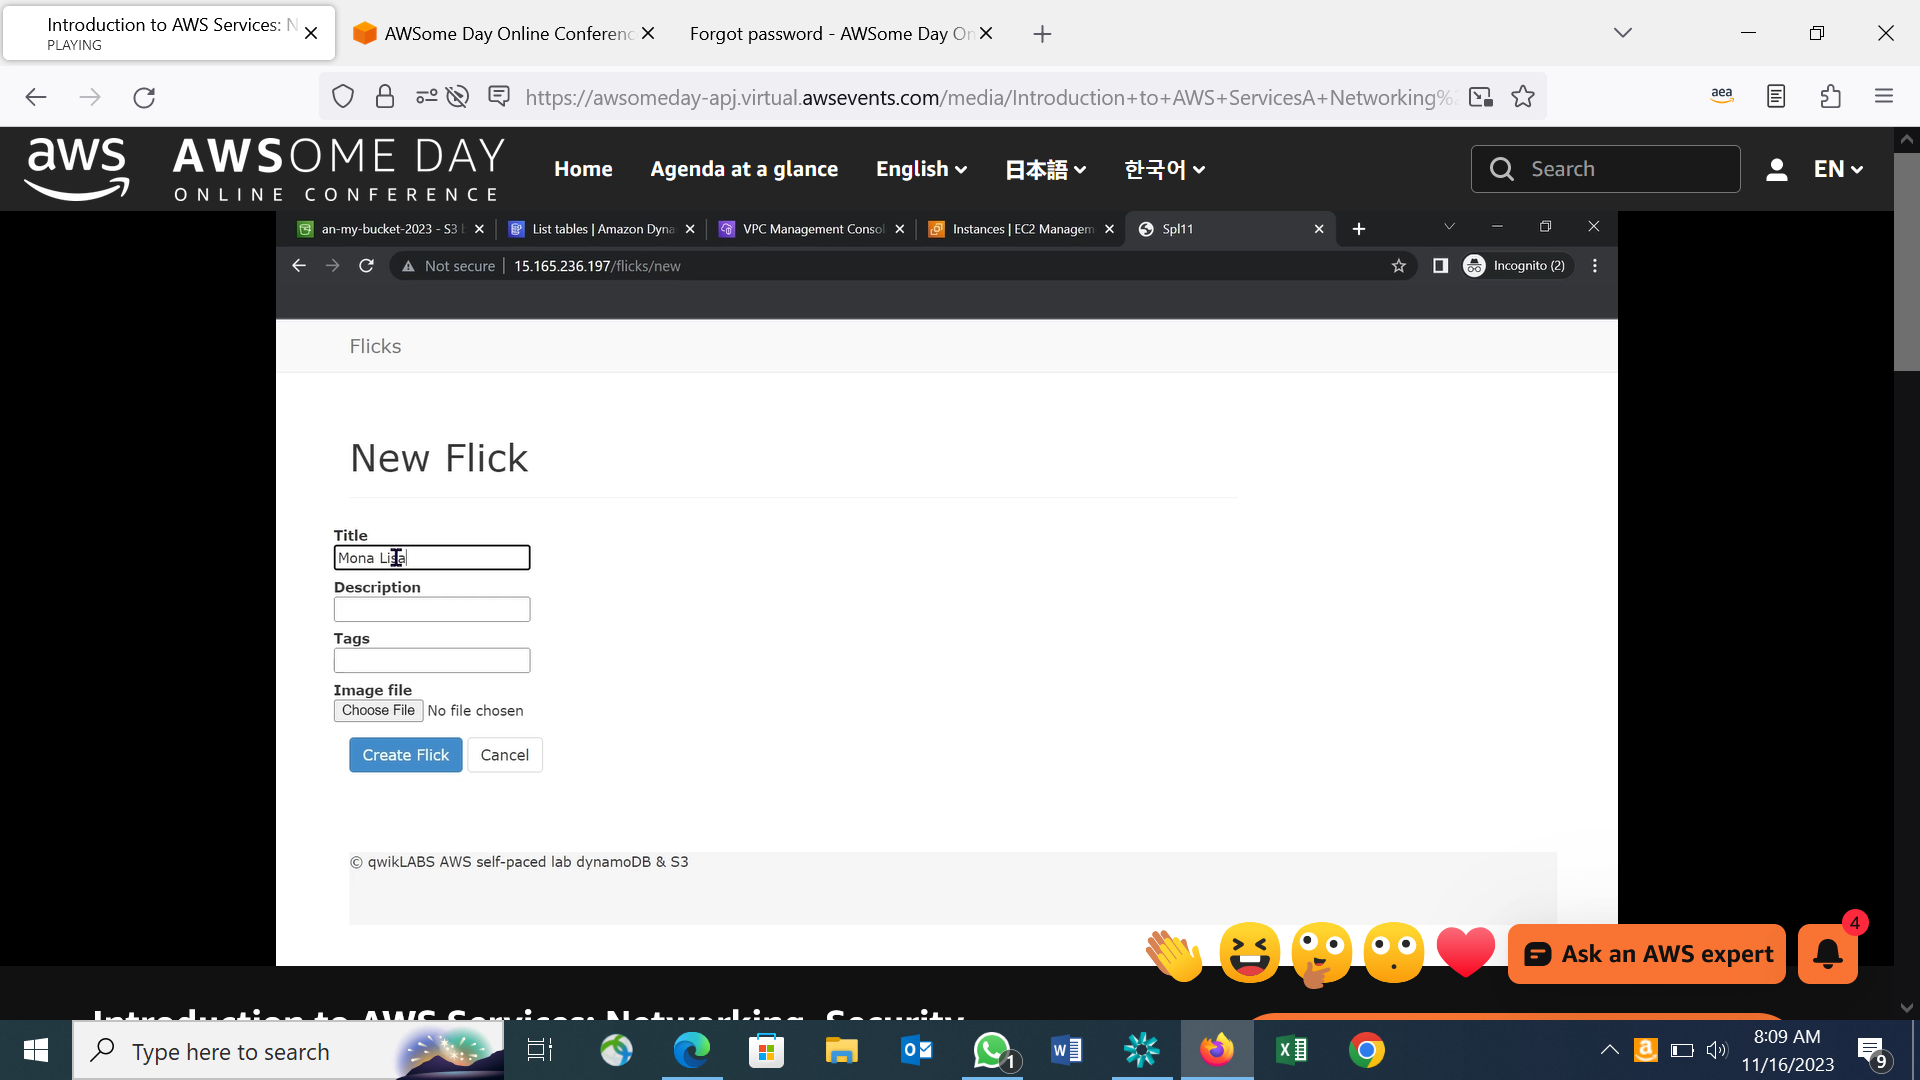 Introduction to AWS Services: N
PLAYING
AWSome Day Online Conferenc
Forgot password - AWSome Day On
https://awsomeday-apj.virtual.awsevents.com/media/Introduction+to+AWS+ServicesA+Networking%
aea
aws
AWSOME DAY
ONLINE CONFERENCE
Home
Agenda at a glance
English
日本語
한국어
Search
EN
an-my-bucket-2023 - S3 b
List tables | Amazon Dyna
VPC Management Consol
Instances | EC2 Managem
Spl11
Not secure
15.165.236.197/flicks/new
Incognito (2)
Flicks
New Flick
Title
Mona Lisa
Description
Tags
Image file
Choose File No file chosen
Create Flick
Cancel
© qwikLABS AWS self-paced lab dynamoDB & S3
Ask an AWS expert
4
Introduction to AWS Services: Networking, Security
Type here to search
1
8:09 AM
11/16/2023
9